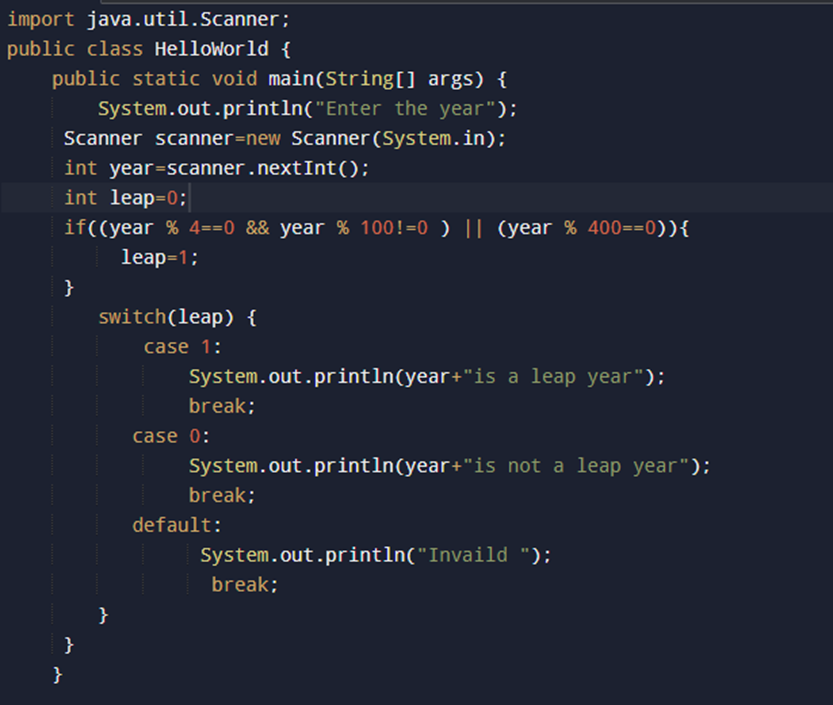 import java.util.Scanner;
public class HelloWorld {
    public static void main(String[] args) {
        System.out.println("Enter the year");
     Scanner scanner=new Scanner(System.in);
     int year=scanner.nextInt();
     int leap=0;
     if((year % 4==0 && year % 100!=0 ) || (year % 400==0)){
          leap=1;
     }
        switch(leap) {
            case 1:
                System.out.println(year+"is a leap year");
                break;
           case 0:
                System.out.println(year+"is not a leap year");
                break;
           default:
                 System.out.println("Invaild ");
                  break;
        }
     }
    }